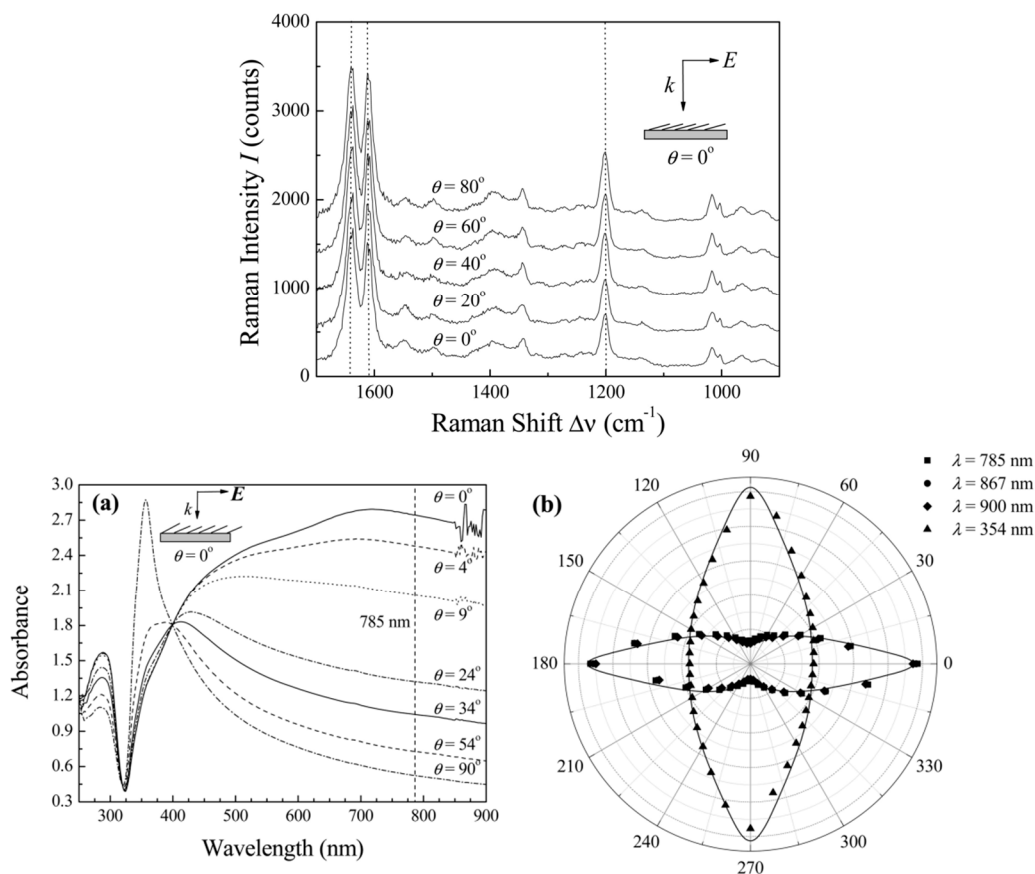 4000
3000
2000
1000
0
Raman Intensity I (counts)
E
k
θ = 0°
θ = 80°
θ = 60°
θ = 40°
θ = 20°
θ = 0°
1600
1400
1200
1000
Raman Shift Δν (cm⁻¹)
(a)
3.0
2.7
2.4
2.1
1.8
1.5
1.2
0.9
0.6
0.3
Absorbance
k
E
θ = 0°
785 nm
θ = 0°
θ = 4°
θ = 9°
θ = 24°
θ = 34°
θ = 54°
θ = 90°
300
400
500
600
700
800
900
Wavelength (nm)
(b)
λ = 785 nm
λ = 867 nm
λ = 900 nm
λ = 354 nm
90
60
30
0
330
300
270
240
210
180
150
120